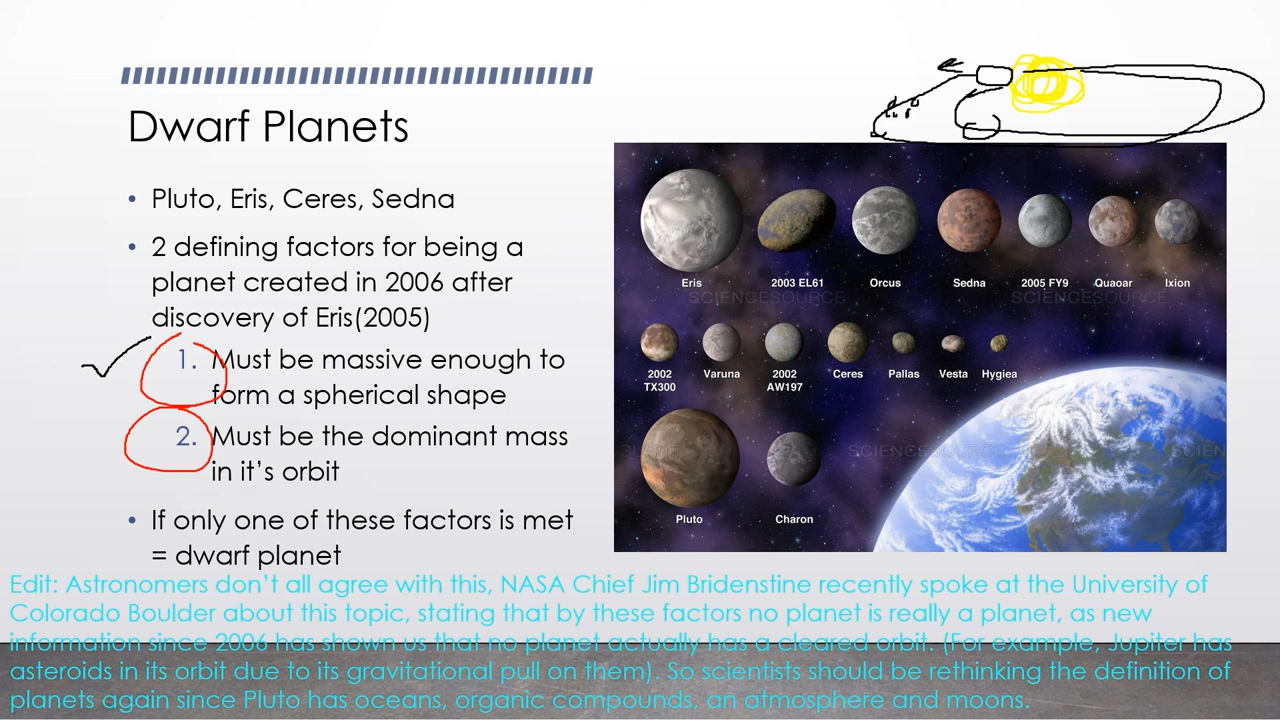 Dwarf Planets
• Pluto, Eris, Ceres, Sedna
• 2 defining factors for being a
planet created in 2006 after
discovery of Eris(2005)
1. Must be massive enough to
form a spherical shape
2. Must be the dominant mass
in it's orbit
• If only one of these factors is met
= dwarf planet
Eris 2003 EL61 Orcus Sedna 2005 FY9 Quaoar Ixion
SCIENCESOURCE SCIENCESOURCE
2002 Varuna 2002 Ceres Pallas Vesta Hygiea
TX300 AW197
SCIENCESOURCE SCIEN
Pluto Charon
Edit: Astronomers don't all agree with this, NASA Chief Jim Bridenstine recently spoke at the University of
Colorado Boulder about this topic, stating that by these factors no planet is really a planet, as new
information since 2006 has shown us that no planet actually has a cleared orbit. (For example, Jupiter has
asteroids in its orbit due to its gravitational pull on them). So scientists should be rethinking the definition of
planets again since Pluto has oceans, organic compounds, an atmosphere and moons.